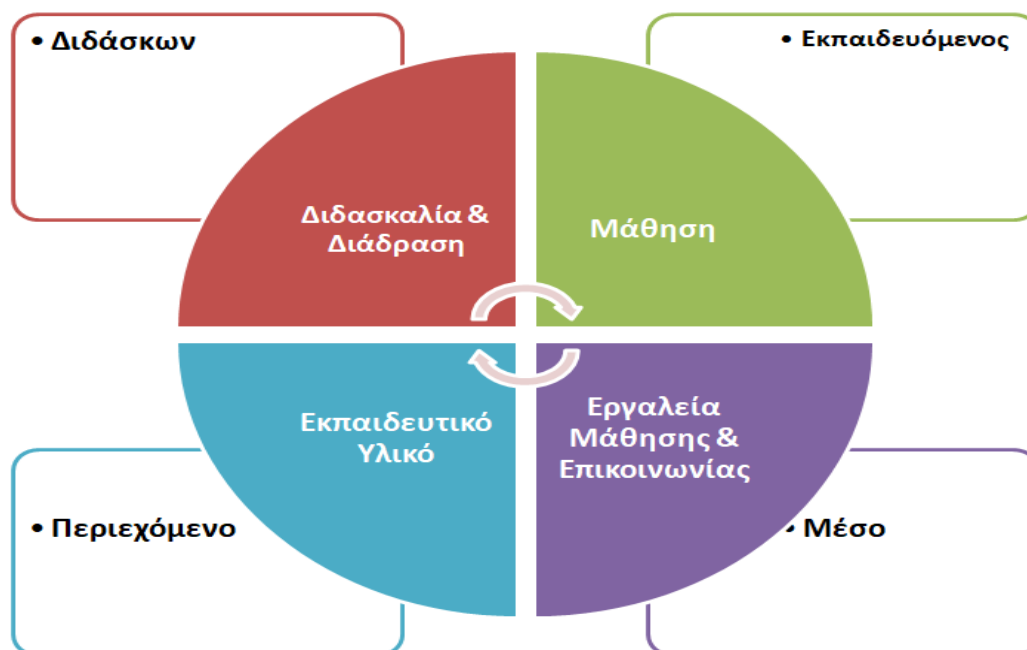 • Διδάσκων
• Εκπαιδευόμενος
Διδασκαλία &
Διάδραση
Μάθηση
Εκπαιδευτικό
Υλικό
Εργαλεία
Μάθησης &
Επικοινωνίας
• Περιεχόμενο
• Μέσο